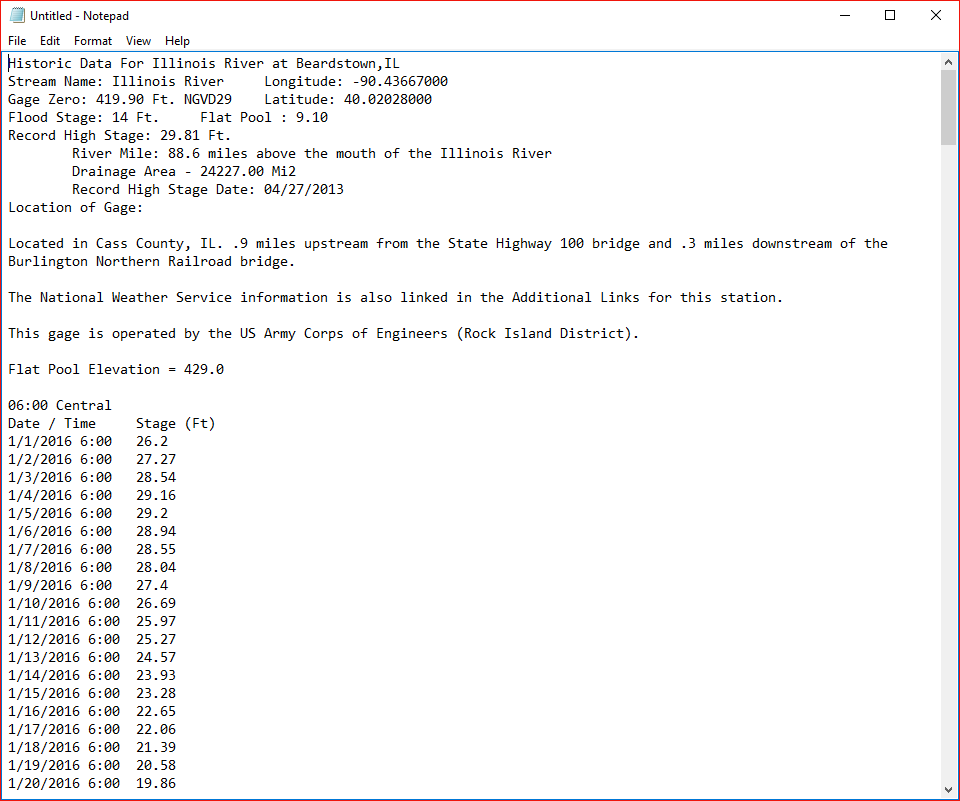 Untitled - Notepad
File Edit Format View Help
Historic Data For Illinois River at Beardstown,IL
Stream Name: Illinois River     Longitude: -90.43667000
Gage Zero: 419.90 Ft. NGVD29    Latitude: 40.02028000
Flood Stage: 14 Ft.     Flat Pool : 9.10
Record High Stage: 29.81 Ft.
        River Mile: 88.6 miles above the mouth of the Illinois River
        Drainage Area - 24227.00 Mi2
        Record High Stage Date: 04/27/2013
Location of Gage:
Located in Cass County, IL. .9 miles upstream from the State Highway 100 bridge and .3 miles downstream of the
Burlington Northern Railroad bridge.
The National Weather Service information is also linked in the Additional Links for this station.
This gage is operated by the US Army Corps of Engineers (Rock Island District).
Flat Pool Elevation = 429.0
06:00 Central
Date / Time     Stage (Ft)
1/1/2016 6:00   26.2
1/2/2016 6:00   27.27
1/3/2016 6:00   28.54
1/4/2016 6:00   29.16
1/5/2016 6:00   29.2
1/6/2016 6:00   28.94
1/7/2016 6:00   28.55
1/8/2016 6:00   28.04
1/9/2016 6:00   27.4
1/10/2016 6:00  26.69
1/11/2016 6:00  25.97
1/12/2016 6:00  25.27
1/13/2016 6:00  24.57
1/14/2016 6:00  23.93
1/15/2016 6:00  23.28
1/16/2016 6:00  22.65
1/17/2016 6:00  22.06
1/18/2016 6:00  21.39
1/19/2016 6:00  20.58
1/20/2016 6:00  19.86